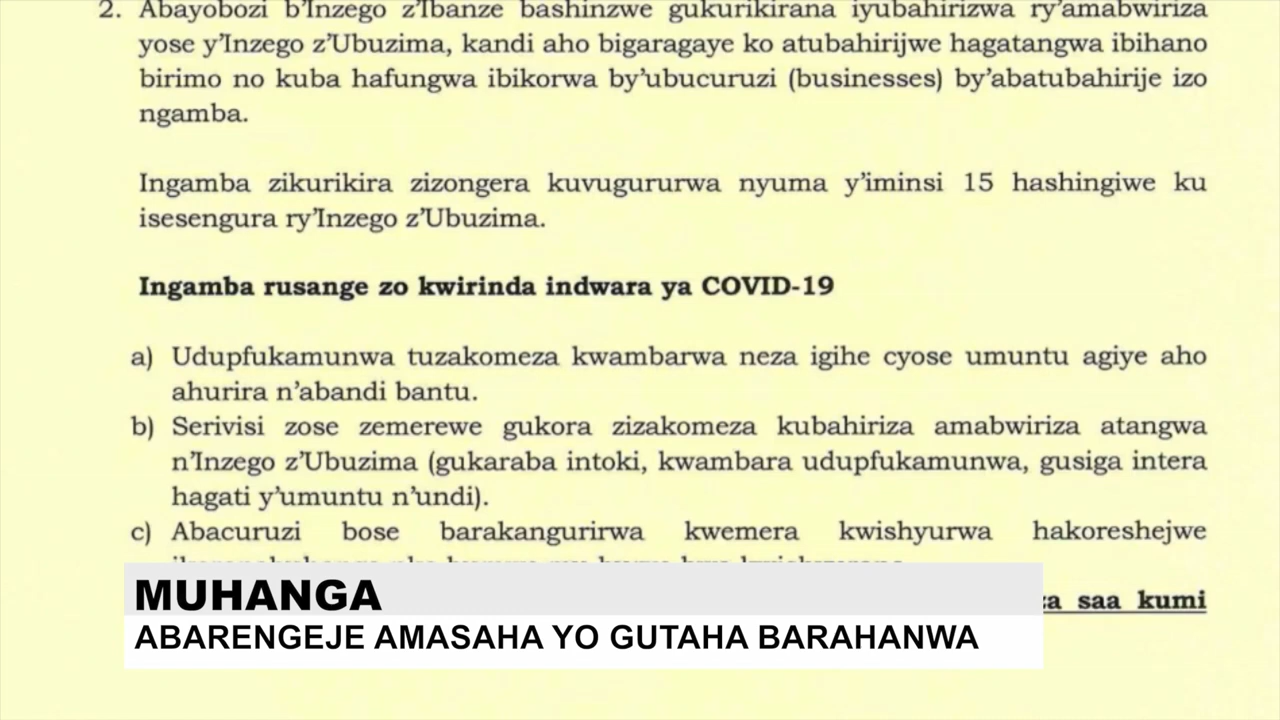 2. Abayobozi b'Inzego z'Ibanze bashinzwe gukurikirana iyubahirizwa ry'amabwiriza
yose y'Inzego z'Ubuzima, kandi aho bigaragaye ko atubahirijwe hagatangwa ibihano
birimo no kuba hafungwa ibikorwa by'ubucuruzi (businesses) by'abatubahirije izo
ngamba.
Ingamba zikurikira zizongera kuvugururwa nyuma y'iminsi 15 hashingiwe ku
isesengura ry'Inzego z'Ubuzima.
Ingamba rusange zo kwirinda indwara ya COVID-19
a) Udupfukamunwa tuzakomeza kwambarwa neza igihe cyose umuntu agiye aho
ahurira n'abandi bantu.
b) Serivisi zose zemerewe gukora zizakomeza kubahiriza amabwiriza atangwa
n'Inzego z'Ubuzima (gukaraba intoki, kwambara udupfukamunwa, gusiga intera
hagati y'umuntu n'undi).
c) Abacuruzi bose barakangurirwa kwemera kwishyurwa hakoreshejwe
saa kumi
MUHANGA
ABARENGEJE AMASAHA YO GUTAHA BARAHANWA